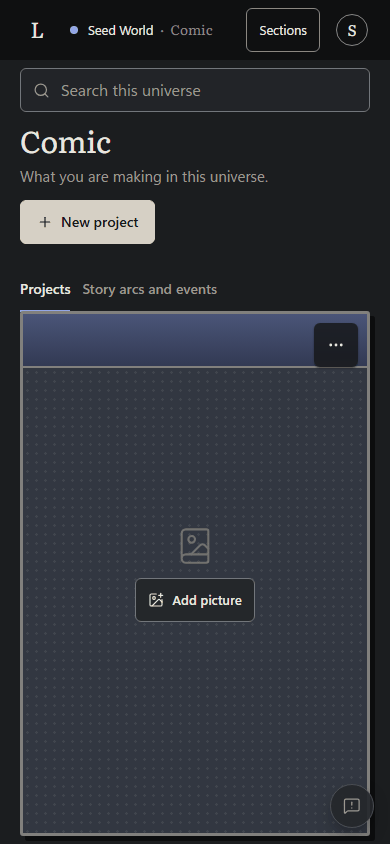 L
Seed World · Comic
Sections
S
Search this universe
Comic
What you are making in this universe.
New project
Projects
Story arcs and events
Add picture